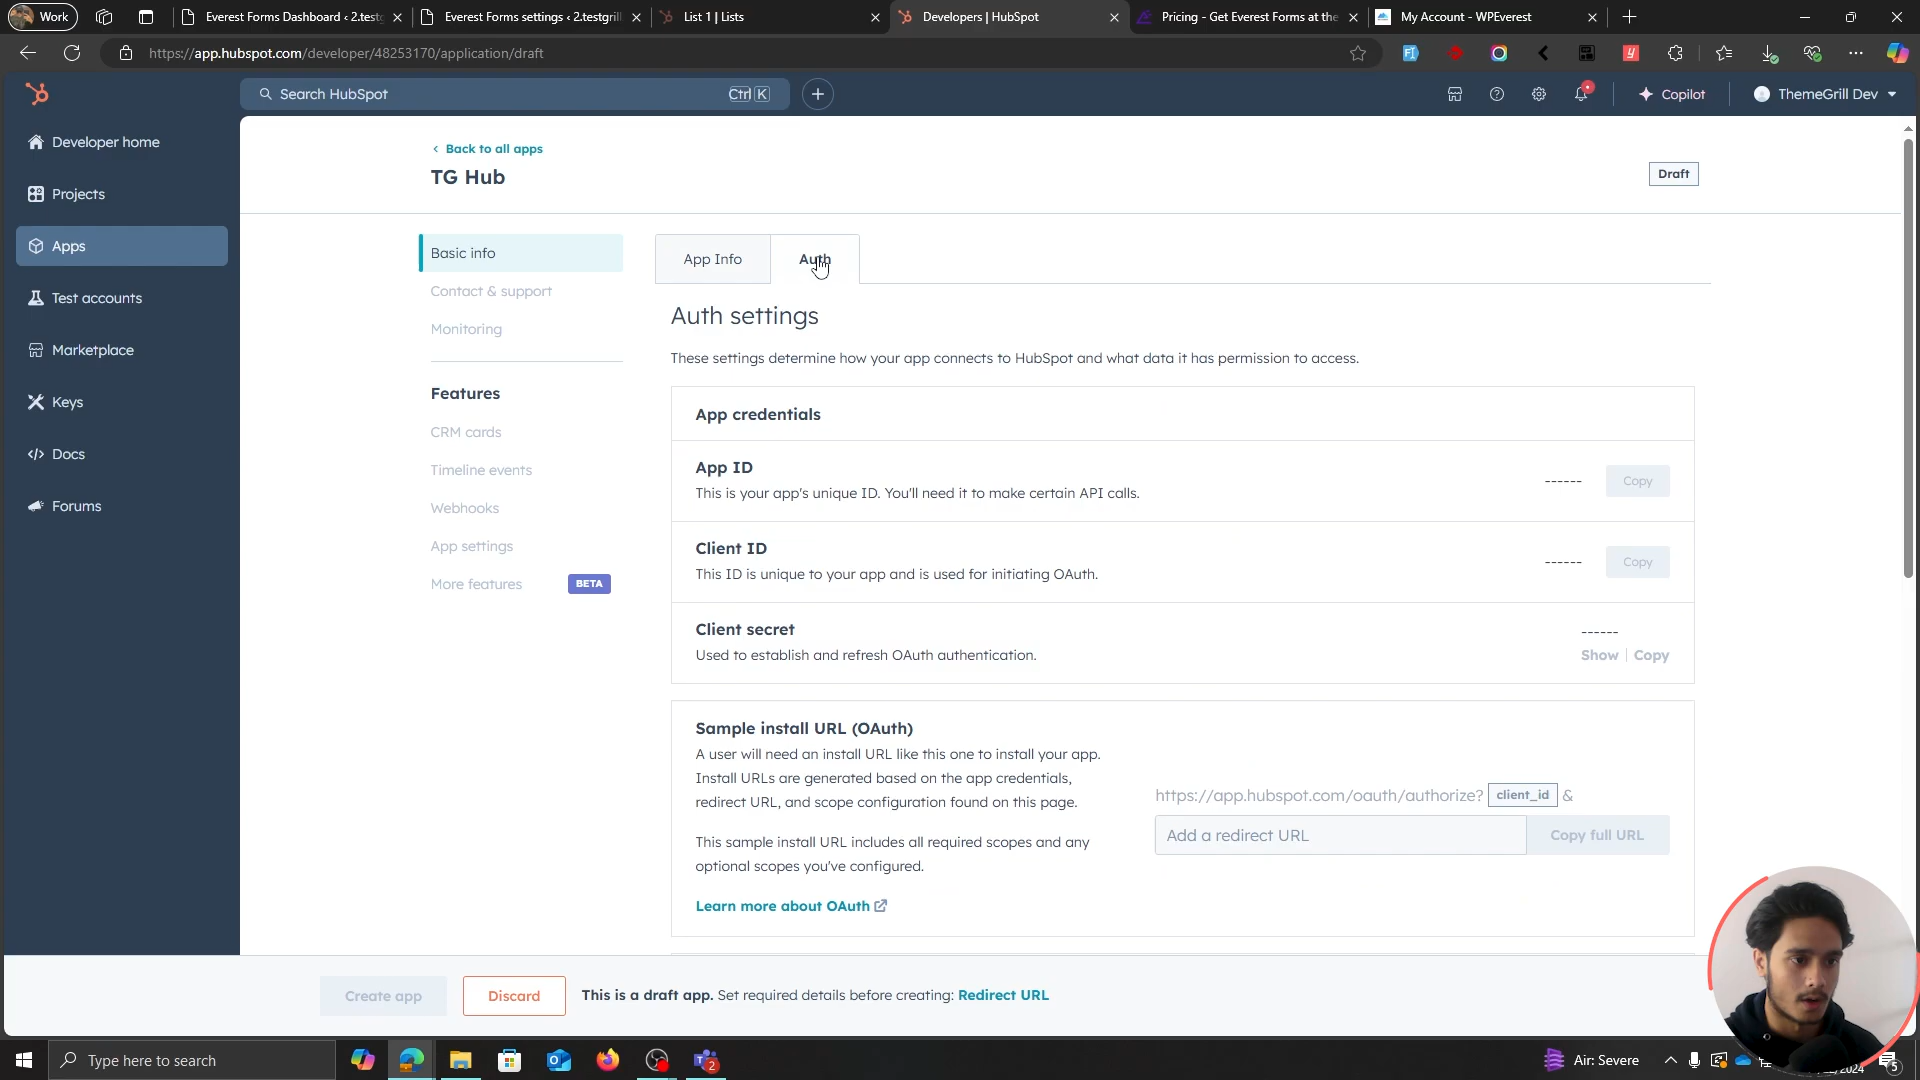 Work
Everest Forms Dashboard ‹ 2.testg
Everest Forms settings ‹ 2.testgrill
List 1 | Lists
Developers | HubSpot
Pricing - Get Everest Forms at the
My Account - WPEverest
https://app.hubspot.com/developer/48253170/application/draft
Search HubSpot
Ctrl K
Copilot
ThemeGrill Dev
Developer home
Projects
Apps
Test accounts
Marketplace
Keys
Docs
Forums
Back to all apps
TG Hub
Draft
Basic info
Contact & support
Monitoring
Features
CRM cards
Timeline events
Webhooks
App settings
More features
BETA
App Info
Auth
Auth settings
These settings determine how your app connects to HubSpot and what data it has permission to access.
App credentials
App ID
This is your app's unique ID. You'll need it to make certain API calls.
------
Copy
Client ID
This ID is unique to your app and is used for initiating OAuth.
------
Copy
Client secret
Used to establish and refresh OAuth authentication.
------
Show | Copy
Sample install URL (OAuth)
A user will need an install URL like this one to install your app.
Install URLs are generated based on the app credentials,
redirect URL, and scope configuration found on this page.
This sample install URL includes all required scopes and any
optional scopes you've configured.
Learn more about OAuth
https://app.hubspot.com/oauth/authorize? client_id &
Add a redirect URL
Copy full URL
Create app
Discard
This is a draft app. Set required details before creating: Redirect URL
Type here to search
2
Air: Severe
5